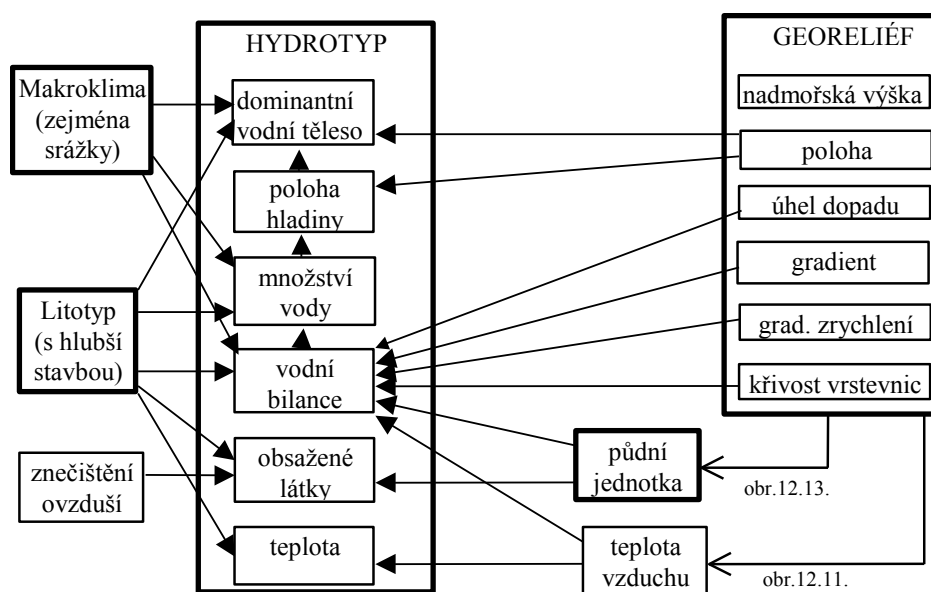 HYDROTYP
GEORELIÉF
Makroklima
(zejména
srážky)
Litotyp
(s hlubší
stavbou)
znečištění
ovzduší
dominantní
vodní těleso
poloha
hladiny
množství
vody
vodní
bilance
obsažené
látky
teplota
nadmořská výška
poloha
úhel dopadu
gradient
grad. zrychlení
křivost vrstevnic
půdní
jednotka
obr.12.13.
teplota
vzduchu
obr.12.11.